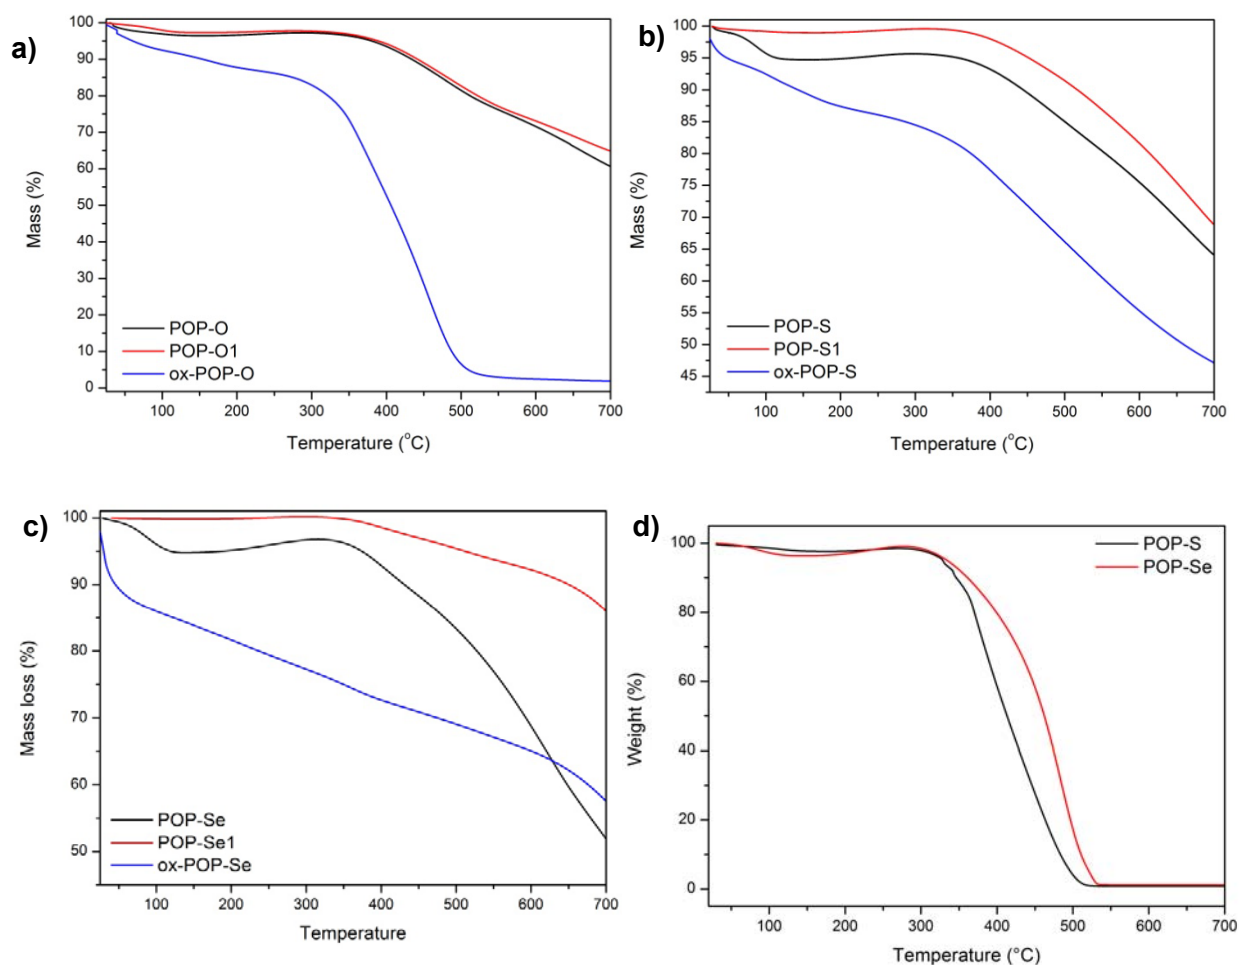 a)
100
90
80
70
60
50
40
30
20
10
0
Mass (%)
POP-O
POP-O1
ox-POP-O
100 200 300 400 500 600 700
Temperature (°C)
b)
100
95
90
85
80
75
70
65
60
55
50
45
Mass (%)
POP-S
POP-S1
ox-POP-S
100 200 300 400 500 600 700
Temperature (°C)
c)
100
90
80
70
60
50
Mass loss (%)
POP-Se
POP-Se1
ox-POP-Se
100 200 300 400 500 600 700
Temperature
d)
100
80
60
40
20
0
Weight (%)
POP-S
POP-Se
100 200 300 400 500 600 700
Temperature (°C)